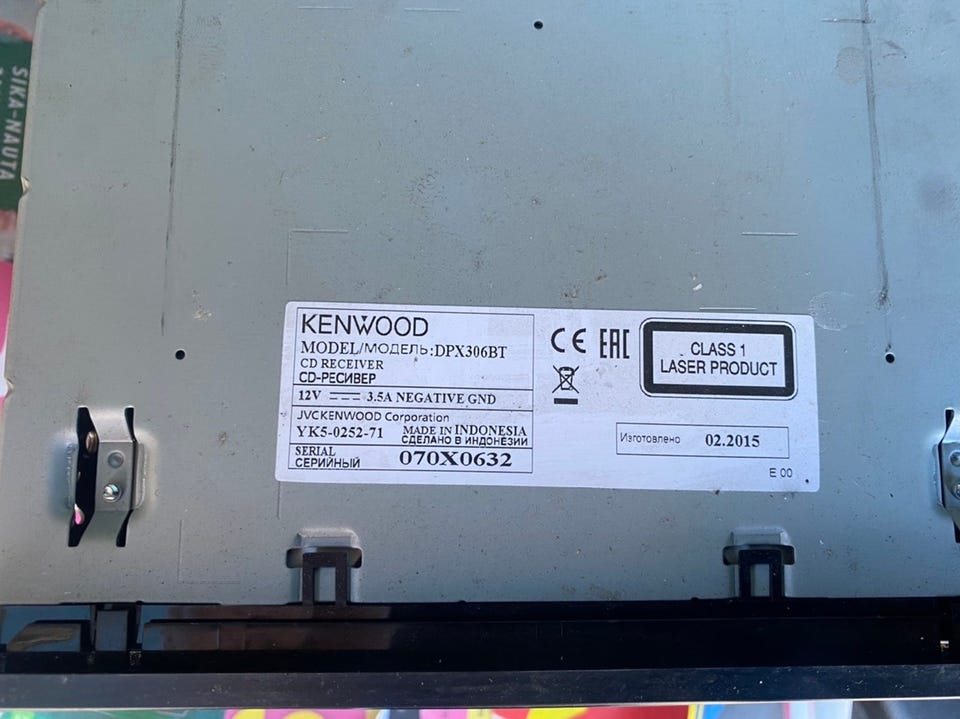 SIKA-NAUTA
KENWOOD
MODEL/МОДЕЛЬ:DPX306BT
CD RECEIVER
CD-РЕСИВЕР
12V ⎓ 3.5A NEGATIVE GND
JVCKENWOOD Corporation
YK5-0252-71 MADE IN INDONESIA
СДЕЛАНО В ИНДОНЕЗИИ
SERIAL
СЕРИЙНЫЙ 070X0632
CE EAC
CLASS 1
LASER PRODUCT
Изготовлено 02.2015
E 00